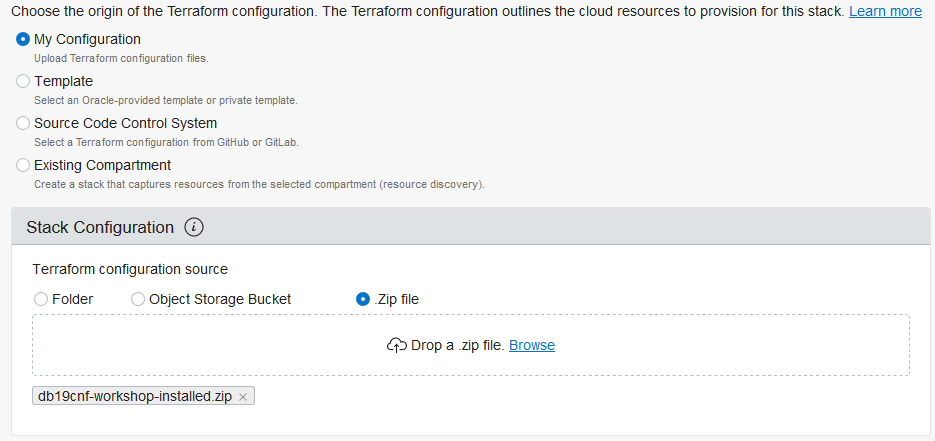 Choose the origin of the Terraform configuration. The Terraform configuration outlines the cloud resources to provision for this stack. Learn more
My Configuration
Upload Terraform configuration files.
Template
Select an Oracle-provided template or private template.
Source Code Control System
Select a Terraform configuration from GitHub or GitLab.
Existing Compartment
Create a stack that captures resources from the selected compartment (resource discovery).
Stack Configuration
Terraform configuration source
Folder Object Storage Bucket .Zip file
Drop a .zip file. Browse
db19cnf-workshop-installed.zip